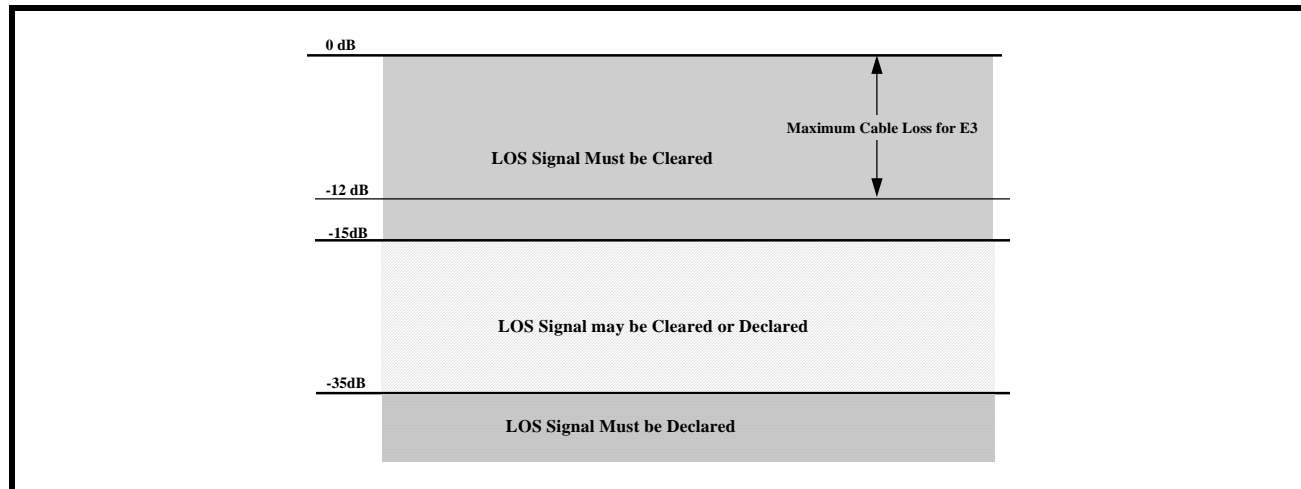 0 dB
Maximum Cable Loss for E3
LOS Signal Must be Cleared
-12 dB
-15dB
LOS Signal may be Cleared or Declared
-35dB
LOS Signal Must be Declared